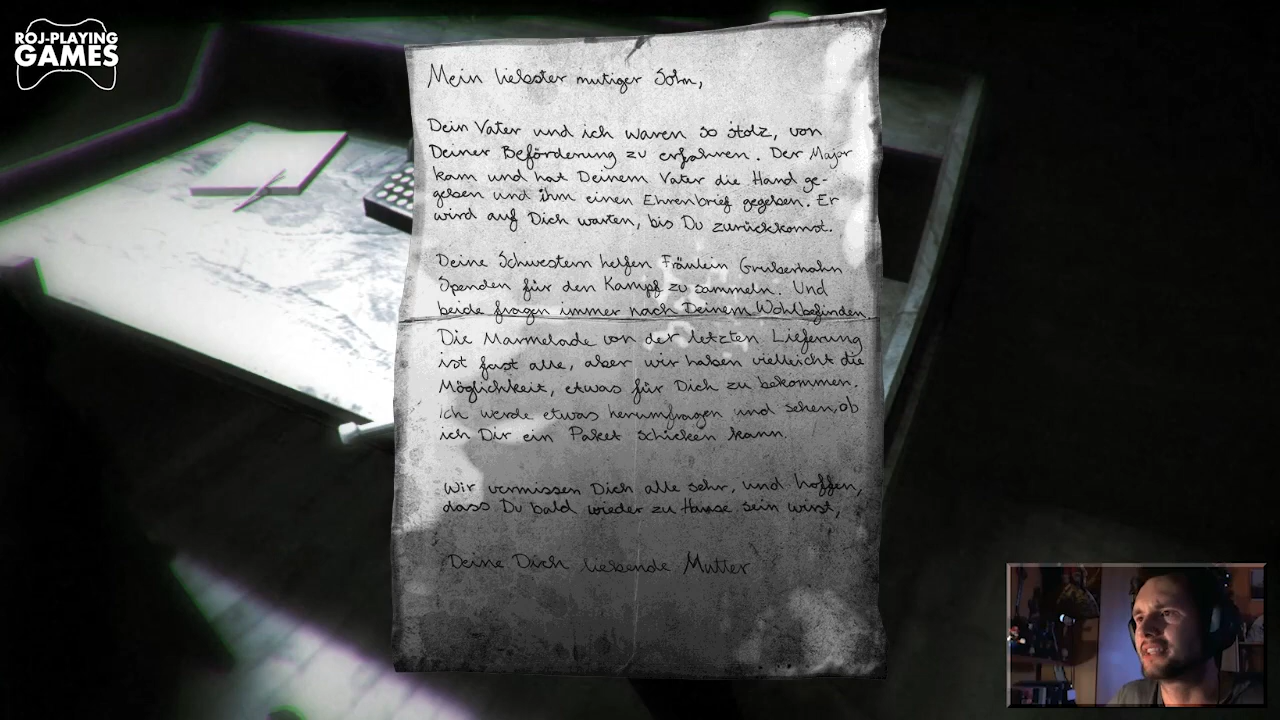 ROJ-PLAYING
GAMES
Mein liebster mutiger Sohn,
Dein Vater und ich waren so stolz, von
Deiner Beförderung zu erfahren. Der Major
kam und hat Deinem Vater die Hand ge-
geben und ihm einen Ehrenbrief gegeben. Er
wird auf Dich warten, bis Du zurückkomst.
Deine Schwestern helfen Fräulein Gruberhahn
Spenden für den Kampf zu sammeln. Und
beide fragen immer nach Deinem Wohlbefinden.
Die Marmelade von der letzten Lieferung
ist fast alle, aber wir haben vielleicht die
Möglichkeit, etwas für Dich zu bekommen.
Ich werde etwas herumfragen und sehen, ob
ich Dir ein Paket schicken kann.
Wir vermissen Dich alle sehr, und hoffen,
dass Du bald wieder zu Hause sein wirst,
Deine Dich liebende Mutter